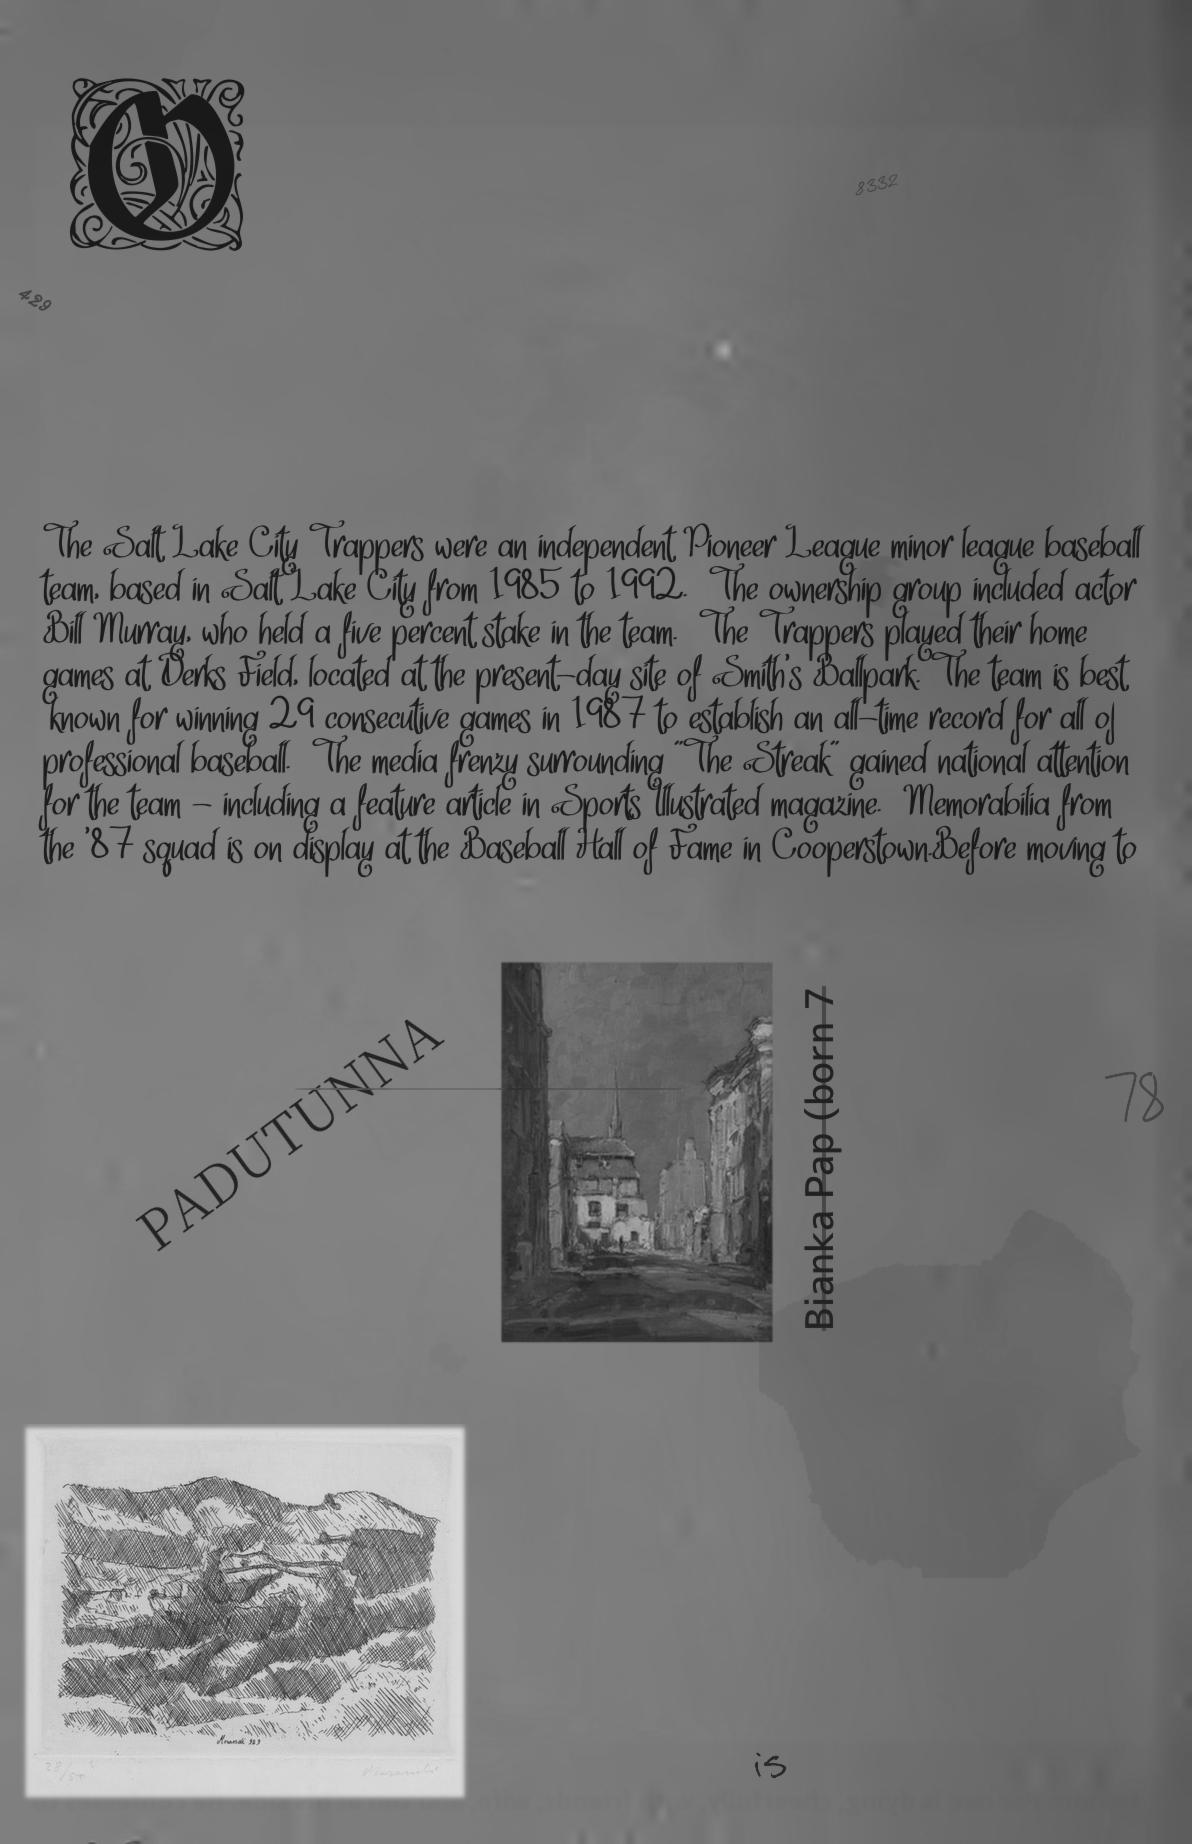 O
8332
429
The Salt Lake City Trappers were an independent Pioneer League minor league baseball
team, based in Salt Lake City from 1985 to 1992. The ownership group included actor
Bill Murray, who held a five percent stake in the team. The Trappers played their home
games at Derks Field, located at the present-day site of Smith's Ballpark. The team is best
known for winning 29 consecutive games in 1987 to establish an all-time record for all of
professional baseball. The media frenzy surrounding "The Streak" gained national attention
for the team – including a feature article in Sports Illustrated magazine. Memorabilia from
the '87 squad is on display at the Baseball Hall of Fame in Cooperstown.Before moving to
PADUTUNNA
Bianka Pap (born 7
78
is